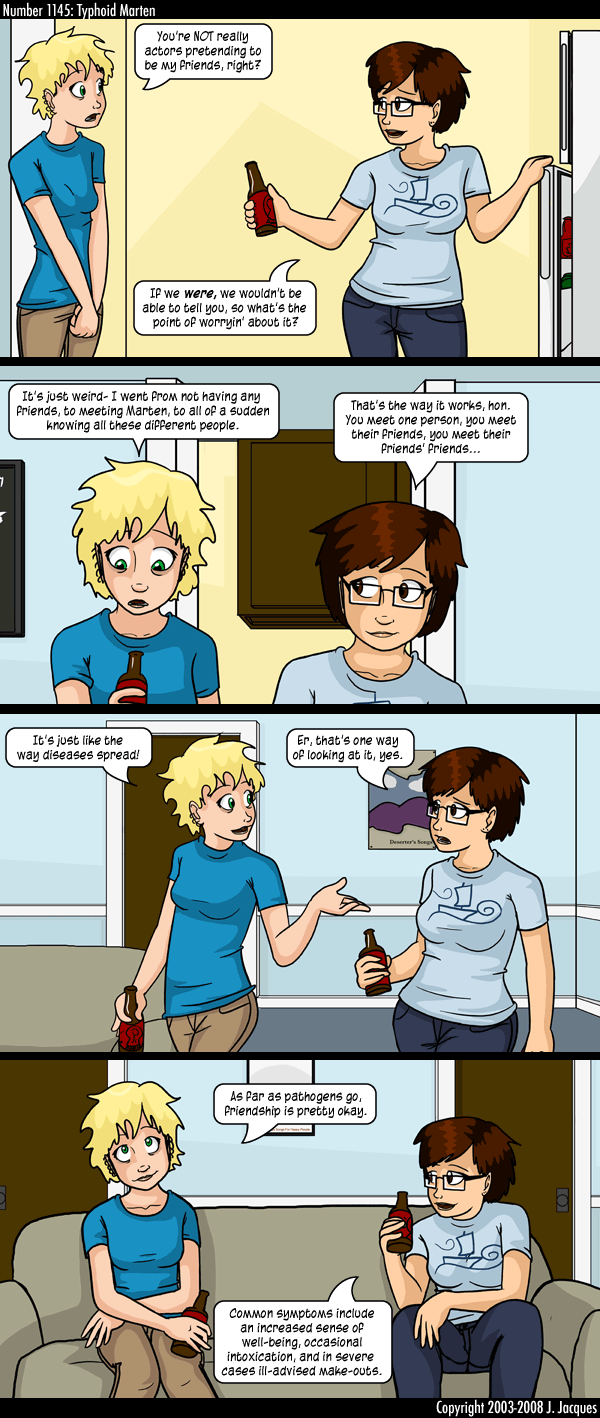 Number 1145: Typhoid Marten
You're NOT really
actors pretending to
be my friends, right?
If we were, we wouldn't be
able to tell you, so what's the
point of worryin' about it?
It's just weird- I went from not having any
friends, to meeting Marten, to all of a sudden
knowing all these different people.
That's the way it works, hon.
You meet one person, you meet
their friends, you meet their
friends' friends...
It's just like the
way diseases spread!
Er, that's one way
of looking at it, yes.
Deserter's Songs
As far as pathogens go,
friendship is pretty okay.
Songs For Happy People
Common symptoms include
an increased sense of
well-being, occasional
intoxication, and in severe
cases ill-advised make-outs.
Copyright 2003-2008 J. Jacques